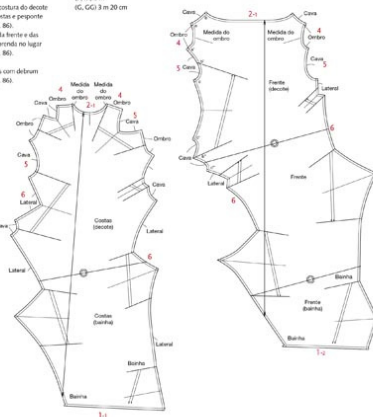 costura do decote
ostas e pesponte
. 86).
da frente e das
rendo no lugar
. 86).
s com debrum
. 86).
(G, GG) 3 m 20 cm
Cava
2-1
Cava
Ombro
4
Medida do ombro
Medida do ombro
4
Ombro
5
Cava
Cava
5
Frente (decote)
Lateral
Cava
6
Lateral
Frente
6
Bainha
Frente (bainha)
Bainha
1-2
4
Medida do ombro
Medida do ombro
4
Cava
Ombro
2-1
Ombro
Cava
5
Ombro
Ombro
Cava
5
Cava
6
Lateral
Cava
Costas (decote)
Lateral
Lateral
6
Costas (bainha)
Lateral
Bainha
Bainha
1-1